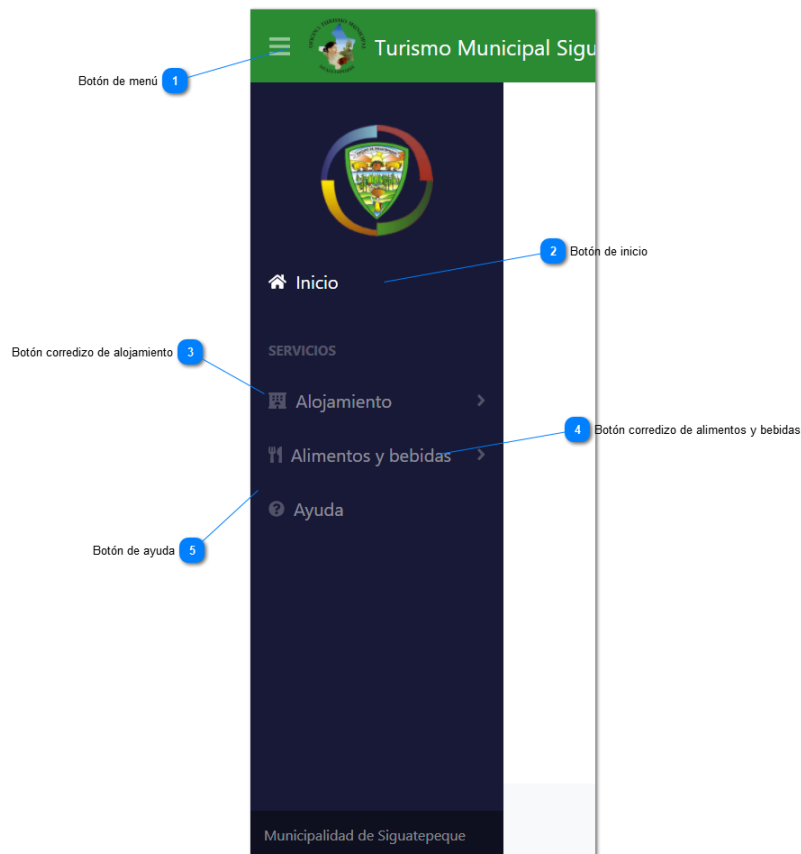 Turismo Municipal Sigu
Botón de menú 1
2 Botón de inicio
Inicio
SERVICIOS
Botón corredizo de alojamiento 3
Alojamiento
4 Botón corredizo de alimentos y bebidas
Alimentos y bebidas
Ayuda
Botón de ayuda 5
Municipalidad de Siguatepeque